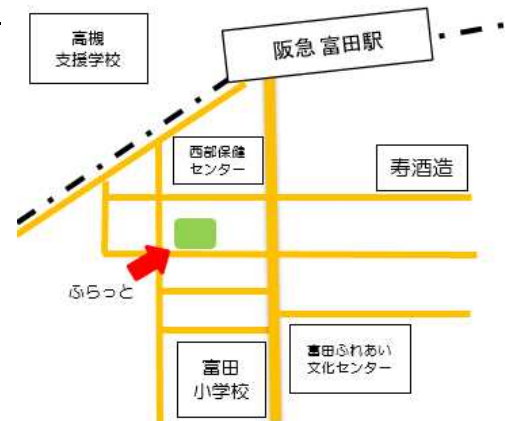 高槻
支援学校
阪急 富田駅
西部保健
センター
寿酒造
ふらっと
富田ふれあい
文化センター
富田
小学校